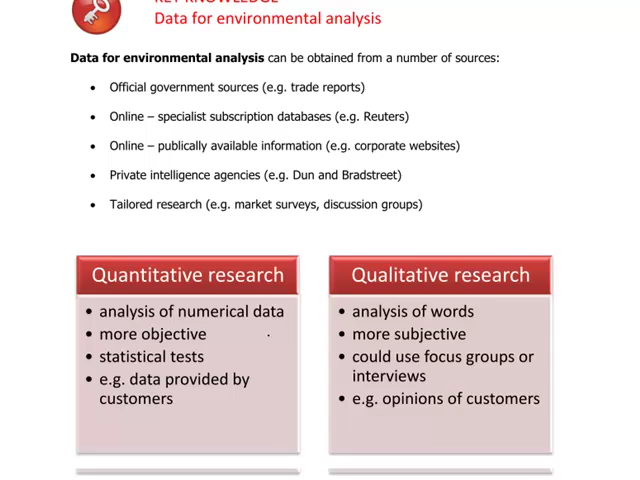 KEY KNOWLEDGE
Data for environmental analysis
Data for environmental analysis can be obtained from a number of sources:
• Official government sources (e.g. trade reports)
• Online – specialist subscription databases (e.g. Reuters)
• Online – publically available information (e.g. corporate websites)
• Private intelligence agencies (e.g. Dun and Bradstreet)
• Tailored research (e.g. market surveys, discussion groups)
Quantitative research
• analysis of numerical data
• more objective
• statistical tests
• e.g. data provided by
customers
Qualitative research
• analysis of words
• more subjective
• could use focus groups or
interviews
• e.g. opinions of customers